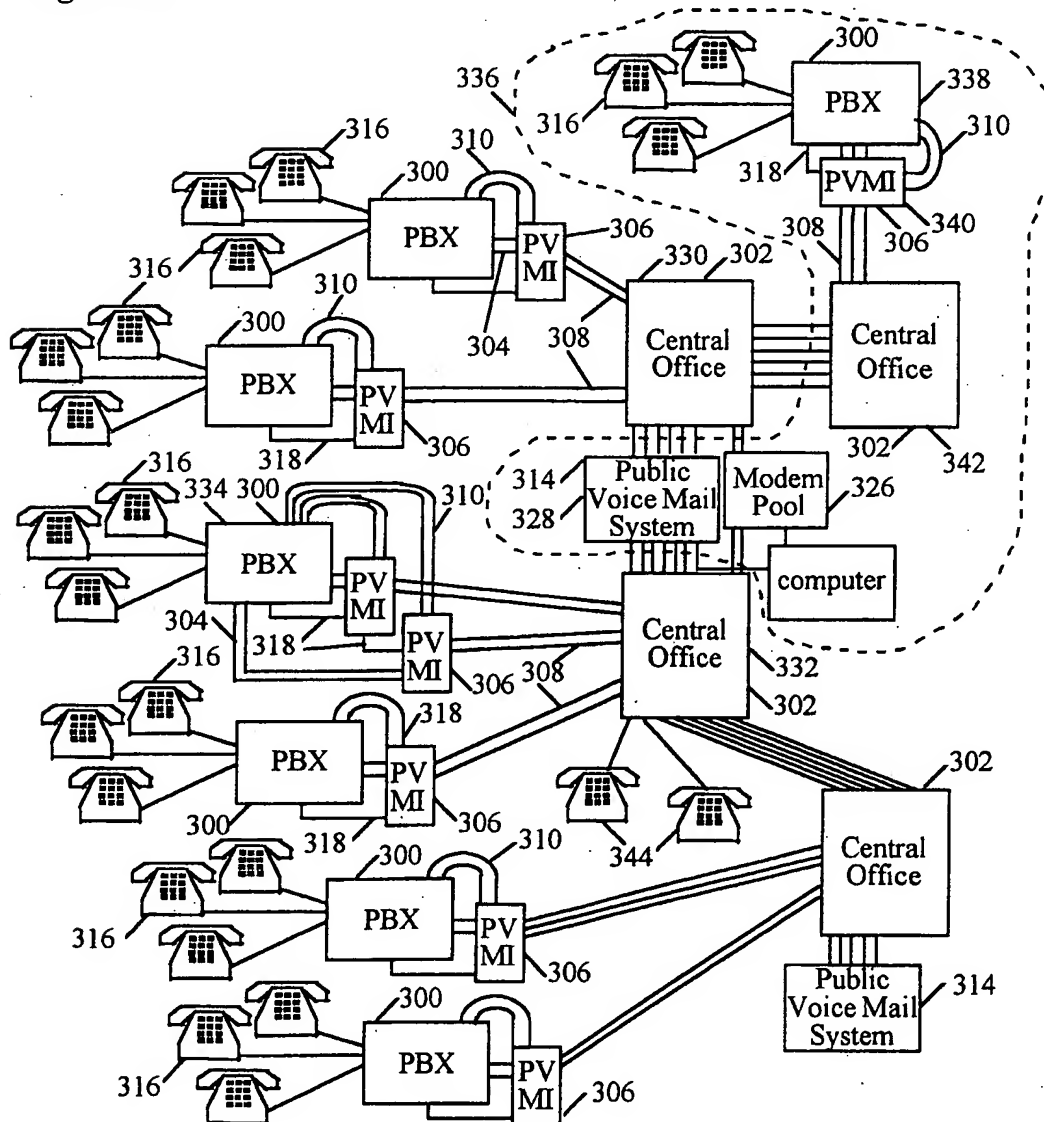 300
336
PBX
338
316
310
316
310
318
PVMI
300
306
340
306
PBX
PV
MI
308
330
302
316
316
310
304
308
Central
Office
Central
Office
300
308
PBX
PV
MI
306
302
342
318
314
Public
Voice Mail
System
Modem
Pool
326
316
334
300
310
328
PBX
PV
MI
computer
304
318
PV
MI
Central
Office
332
316
306
308
302
318
PBX
PV
MI
302
300
318
306
344
Central
Office
300
310
PBX
PV
MI
316
306
Public
Voice Mail
System
314
300
PBX
PV
MI
316
306